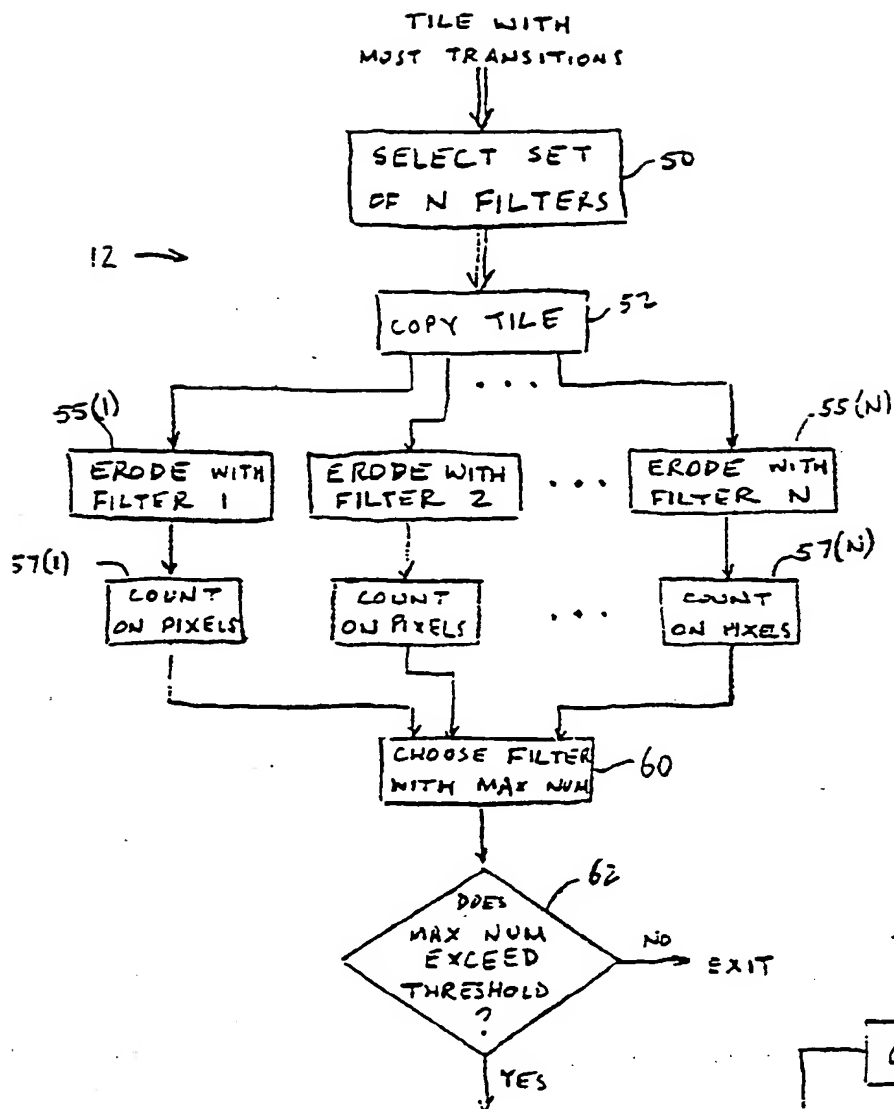 TILE WITH
MOST TRANSITIONS
SELECT SET
OF N FILTERS
50
12
COPY TILE
52
...
55(1)
55(N)
ERODE WITH
FILTER 1
ERODE WITH
FILTER 2
...
ERODE WITH
FILTER N
57(1)
57(N)
COUNT
ON PIXELS
COUNT
ON PIXELS
...
COUNT
ON PIXELS
CHOOSE FILTER
WITH MAX NUM
60
62
DOES
MAX NUM
EXCEED
THRESHOLD
?
NO
EXIT
YES